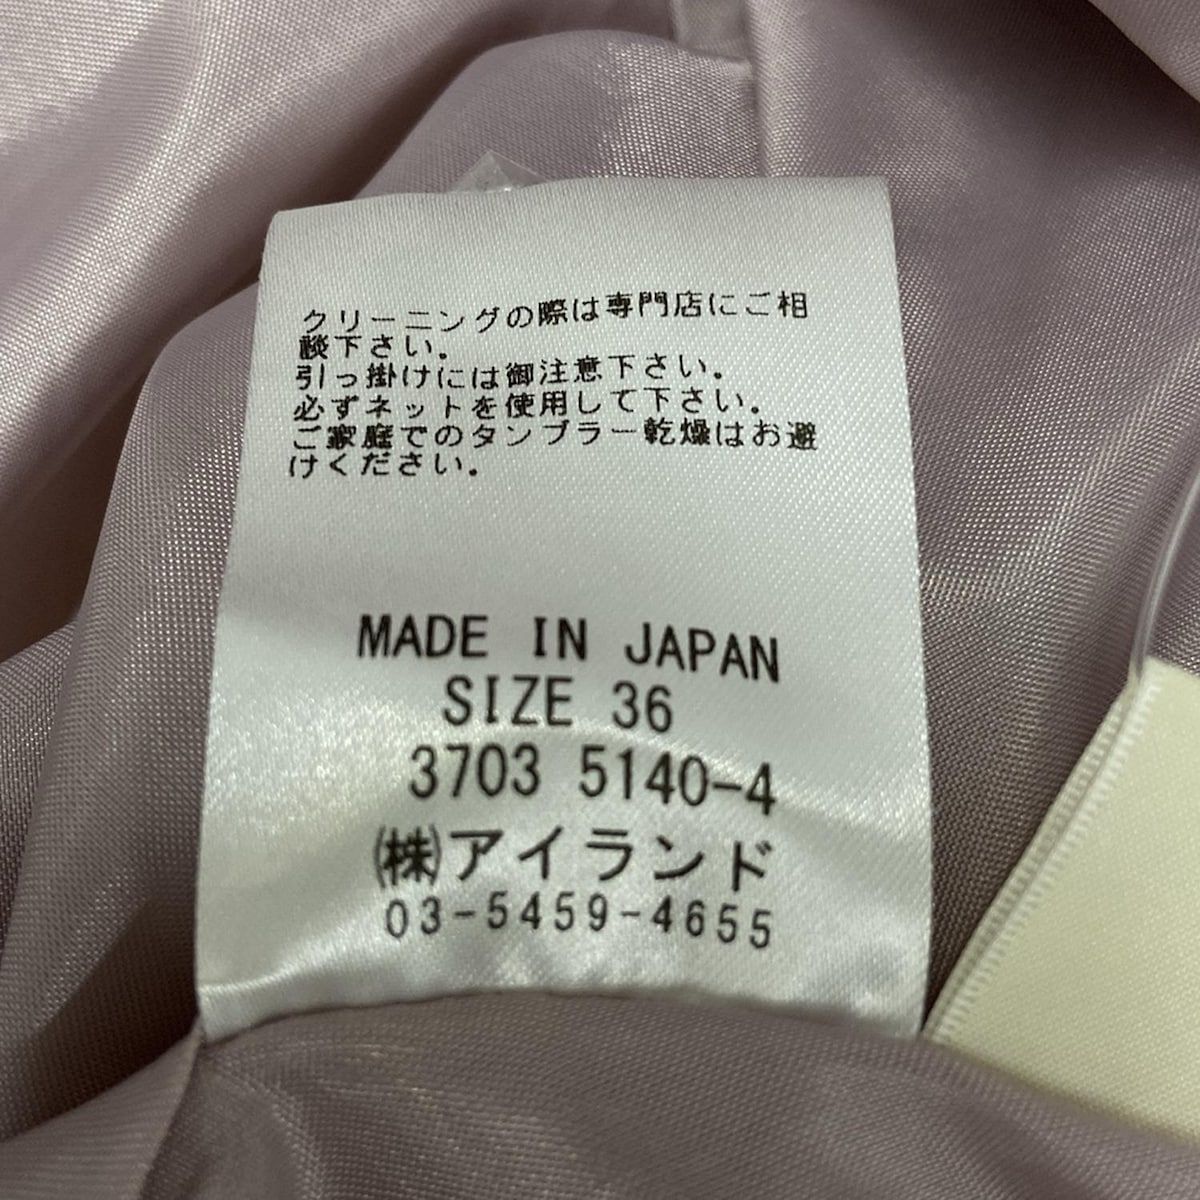 クリーニングの際は専門店にご相
談下さい。
引っ掛けには御注意下さい。
必ずネットを使用して下さい。
ご家庭でのタンブラー乾燥はお避
けください。
MADE IN JAPAN
SIZE 36
3703 5140-4
㈱アイランド
03-5459-4655